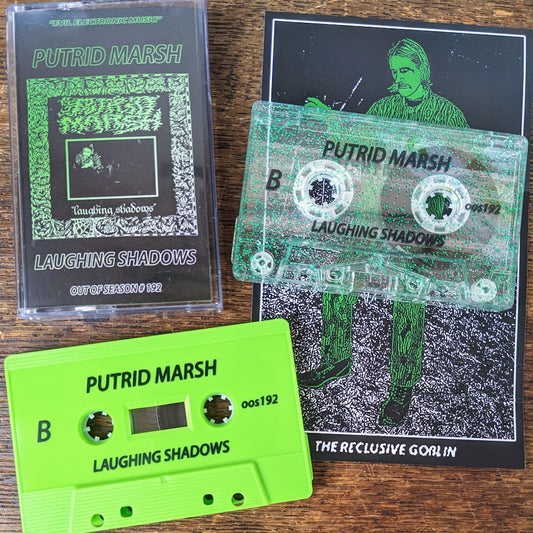 "EVIL ELECTRONIC MUSIC"
PUTRID MARSH
"laughing shadows"
LAUGHING SHADOWS
OUT OF SEASON # 192
PUTRID MARSH
B
oos192
LAUGHING SHADOWS
PUTRID MARSH
B
oos192
LAUGHING SHADOWS
THE RECLUSIVE GOBLIN